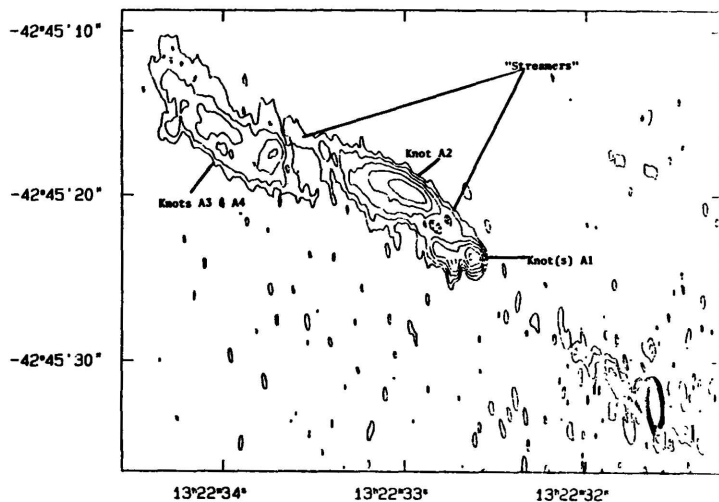 -42°45'10"
"Streamers"
Knot A2
-42°45'20"
Knots A3 & A4
Knot(s) A1
-42°45'30"
13ʰ22ᵐ34ˢ 13ʰ22ᵐ33ˢ 13ʰ22ᵐ32ˢ